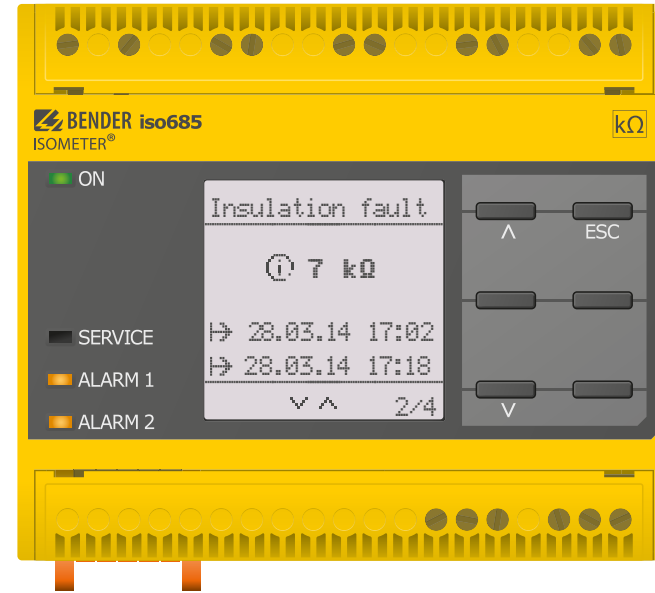 BENDER iso685
ISOMETER®
kΩ
ON
Insulation fault
7 kΩ
28.03.14 17:02
28.03.14 17:18
2/4
SERVICE
ALARM 1
ALARM 2
ESC